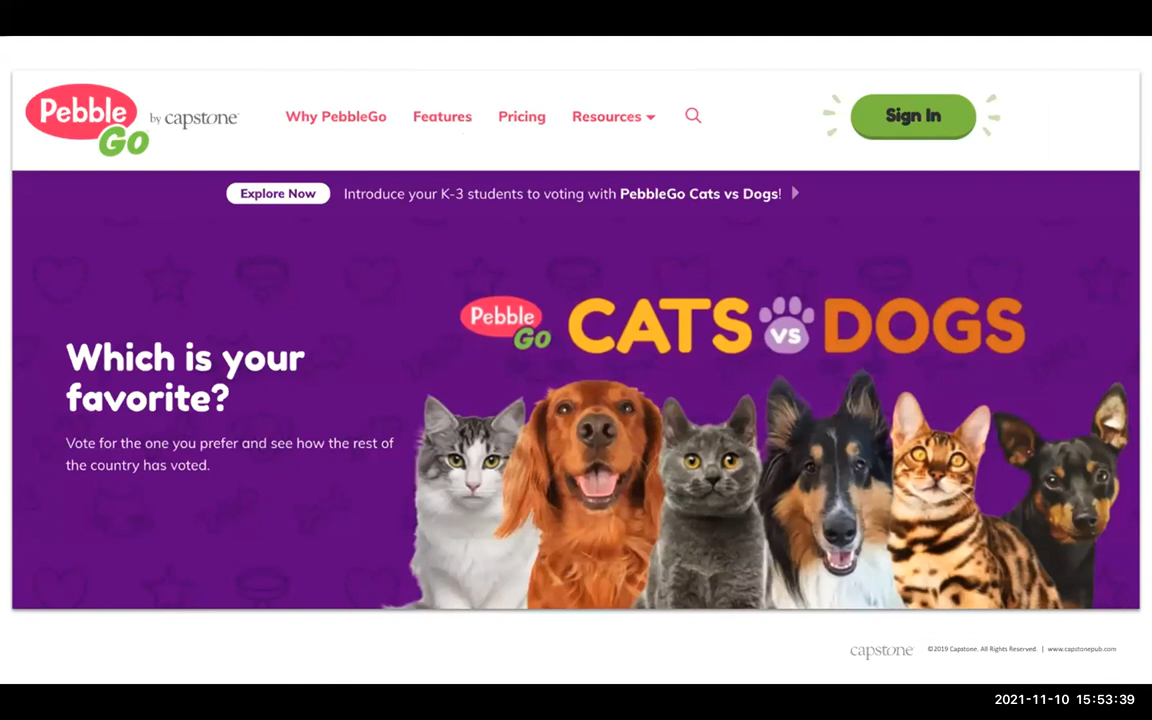 Pebble Go by capstone
Why PebbleGo Features Pricing Resources Sign In
Explore Now Introduce your K-3 students to voting with PebbleGo Cats vs Dogs!
Pebble Go CATS vs DOGS
Which is your
favorite?
Vote for the one you prefer and see how the rest of
the country has voted.
capstone ©2019 Capstone. All Rights Reserved. | www.capstonepub.com
2021-11-10 15:53:39